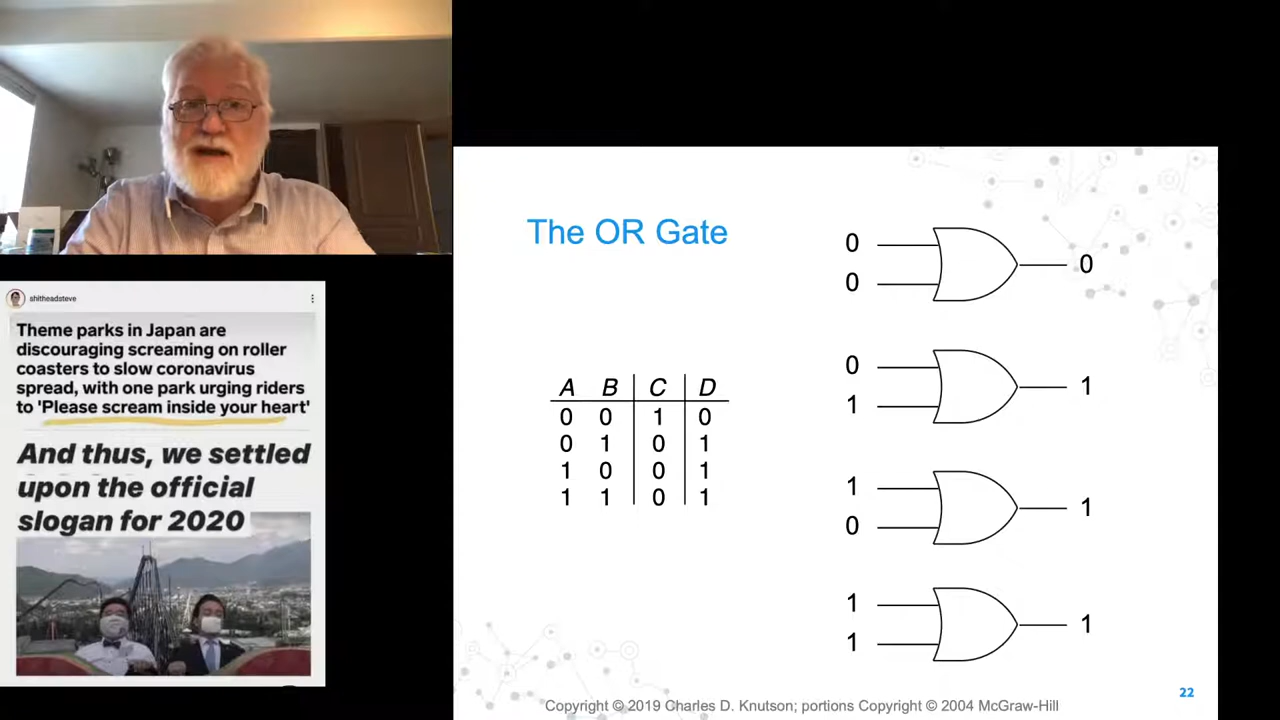 shitheadsteve
Theme parks in Japan are
discouraging screaming on roller
coasters to slow coronavirus
spread, with one park urging riders
to 'Please scream inside your heart'
And thus, we settled
upon the official
slogan for 2020
The OR Gate
A B C D
0 0 1 0
0 1 0 1
1 0 0 1
1 1 0 1
0
0
0
0
1
1
1
0
1
1
1
1
Copyright © 2019 Charles D. Knutson; portions Copyright © 2004 McGraw-Hill
22